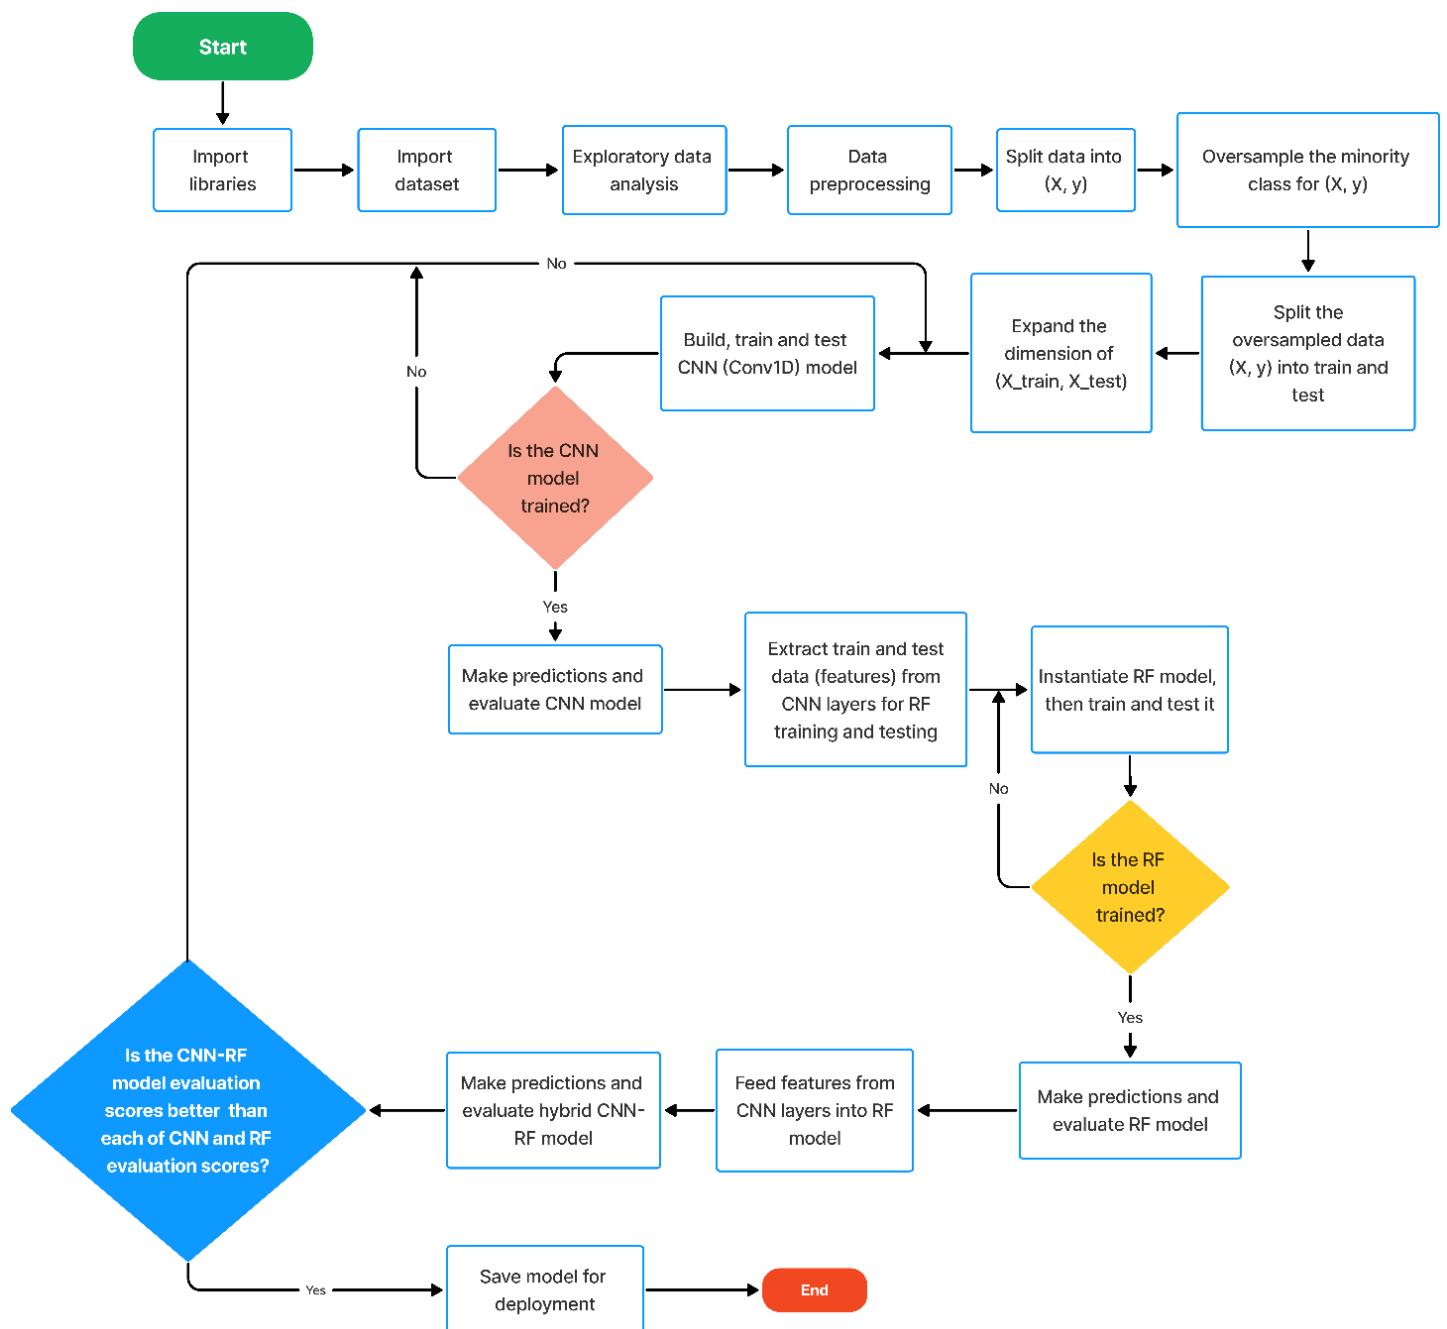 Start
Import
libraries
Import
dataset
Exploratory data
analysis
Data
preprocessing
Split data into
(X, y)
Oversample the minority
class for (X, y)
Split the
oversampled data
(X, y) into train and
test
Expand the
dimension of
(X_train, X_test)
No
Build, train and test
CNN (Conv1D) model
No
Is the CNN
model
trained?
Yes
Make predictions and
evaluate CNN model
Extract train and test
data (features) from
CNN layers for RF
training and testing
Instantiate RF model,
then train and test it
No
Is the RF
model
trained?
Yes
Make predictions and
evaluate RF model
Feed features from
CNN layers into RF
model
Make predictions and
evaluate hybrid CNN-
RF model
Is the CNN-RF
model evaluation
scores better than
each of CNN and RF
evaluation scores?
Yes
Save model for
deployment
End